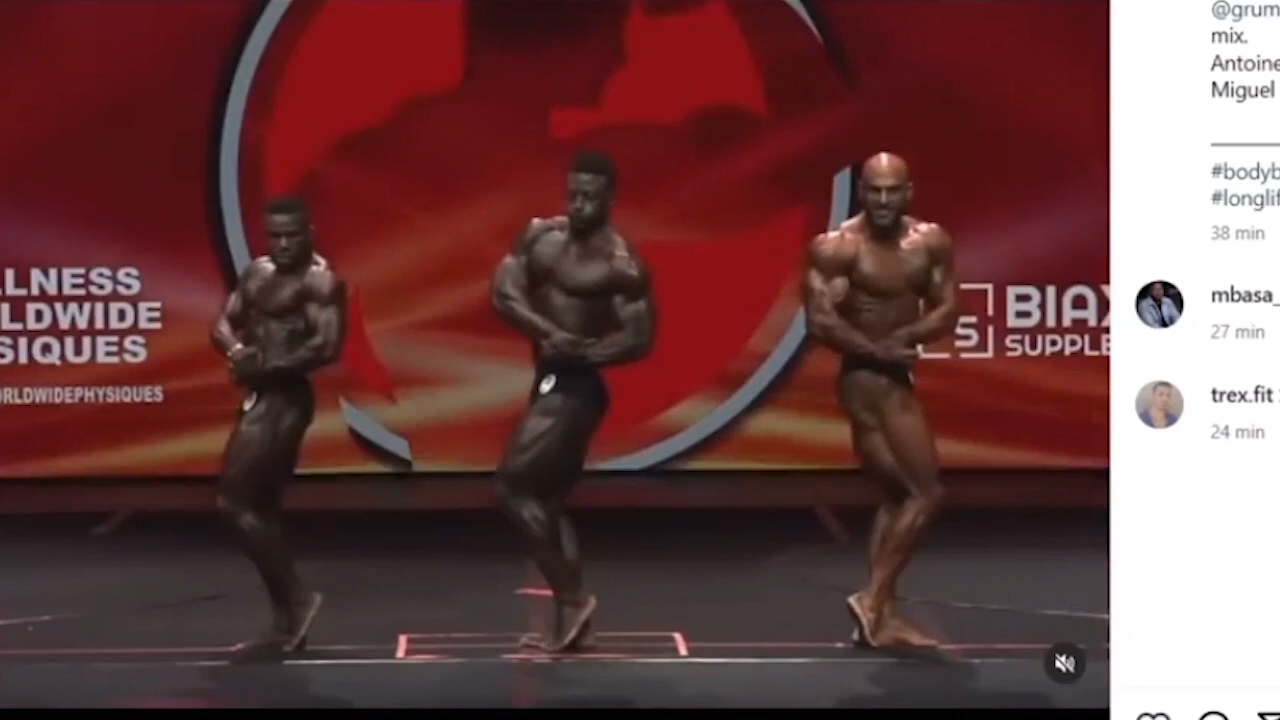 LLNESS
LDWIDE
SIQUES
ORLDWIDEPHYSIQUES
S
BIAX
SUPPLE
@grum
mix.
Antoine
Miguel
#bodyb
#longlif
38 min
mbasa_
27 min
trex.fit
24 min